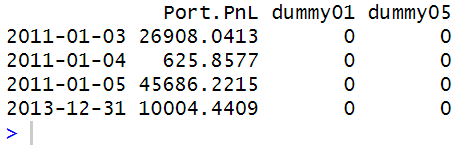 Port.PnL dummy01 dummy05
2011-01-03 26908.0413 0 0
2011-01-04 625.8577 0 0
2011-01-05 45686.2215 0 0
2013-12-31 10004.4409 0 0
>